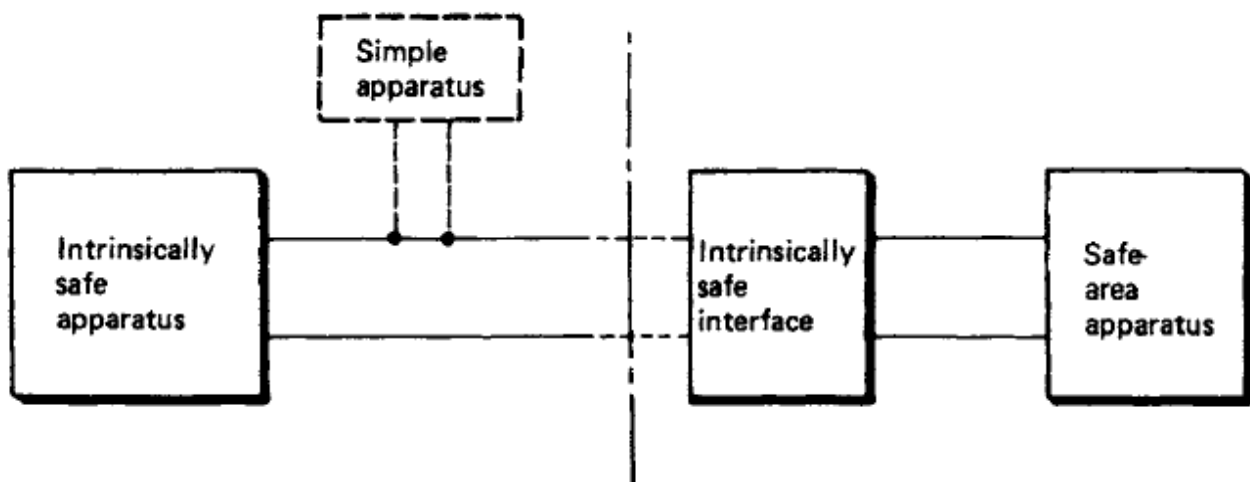 Simple
apparatus
Intrinsically
safe
apparatus
Intrinsically
safe
interface
Safe-
area
apparatus